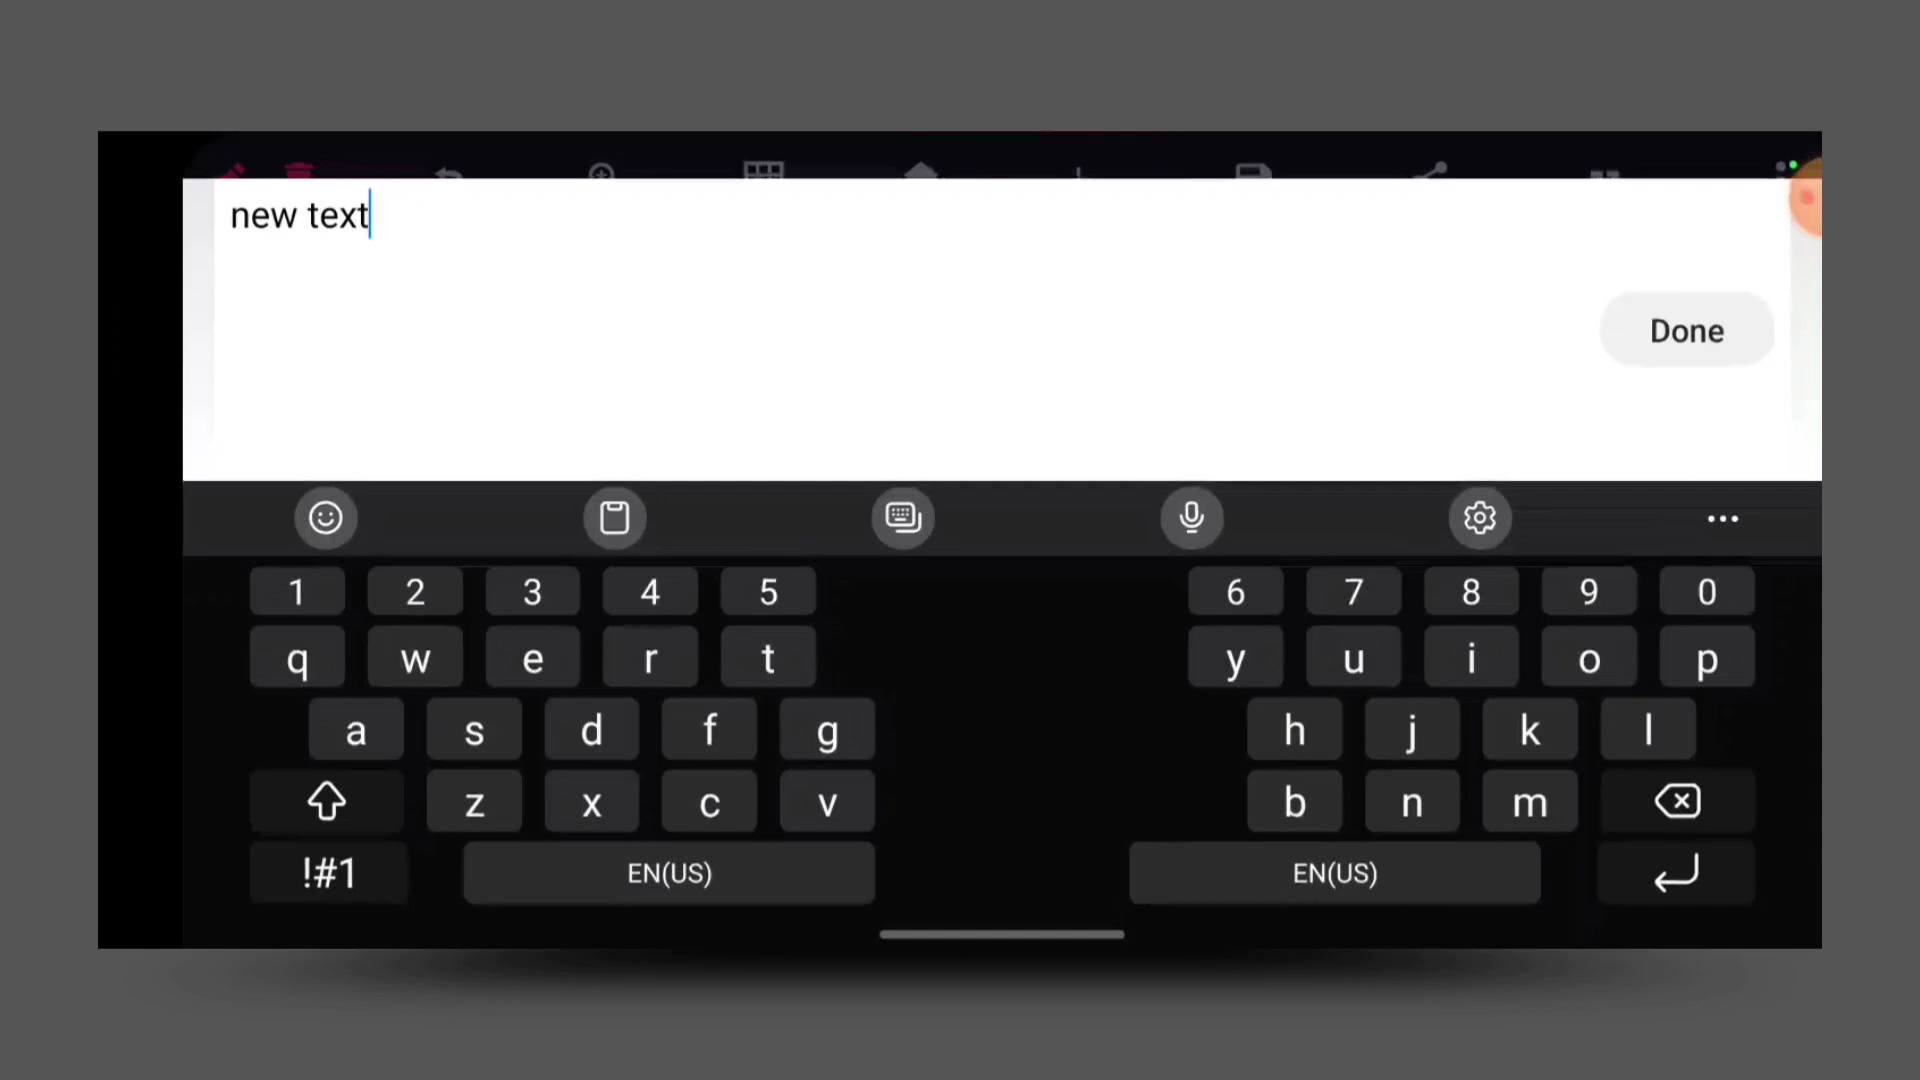 new text
Done
1 2 3 4 5 6 7 8 9 0
q w e r t y u i o p
a s d f g h j k l
z x c v b n m
!#1 EN(US) EN(US)